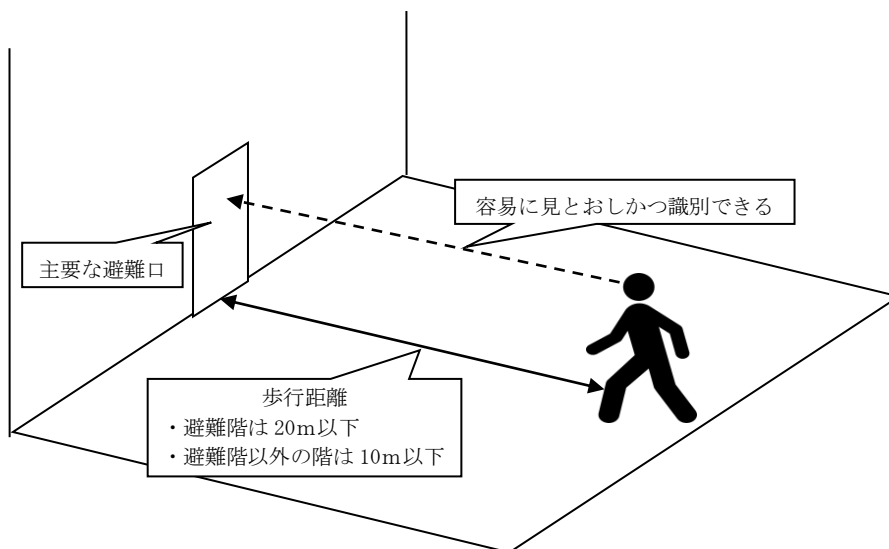 容易に見とおしかつ識別できる
主要な避難口
歩行距離
・避難階は 20m以下
・避難階以外の階は 10m以下